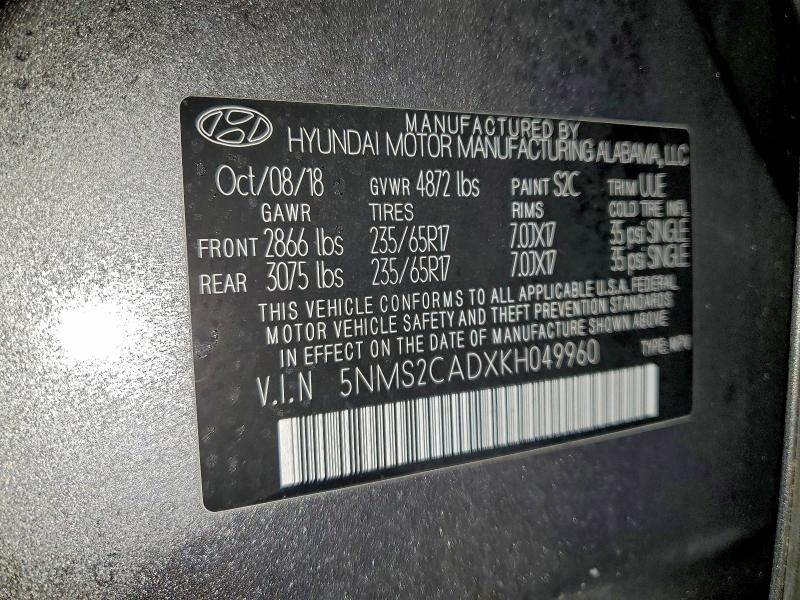 MANUFACTURED BY
HYUNDAI MOTOR MANUFACTURING ALABAMA, LLC
Oct/08/18 GVWR 4872 lbs PAINT S2C TRIM UUE
GAWR TIRES RIMS COLD TIRE INFL.
FRONT 2866 lbs 235/65R17 7.0JX17 35 psi SINGLE
REAR 3075 lbs 235/65R17 7.0JX17 35 psi SINGLE
THIS VEHICLE CONFORMS TO ALL APPLICABLE U.S.A. FEDERAL
MOTOR VEHICLE SAFETY AND THEFT PREVENTION STANDARDS
IN EFFECT ON THE DATE OF MANUFACTURE SHOWN ABOVE
V.I.N 5NMS2CADXKH049960 TYPE: MPV